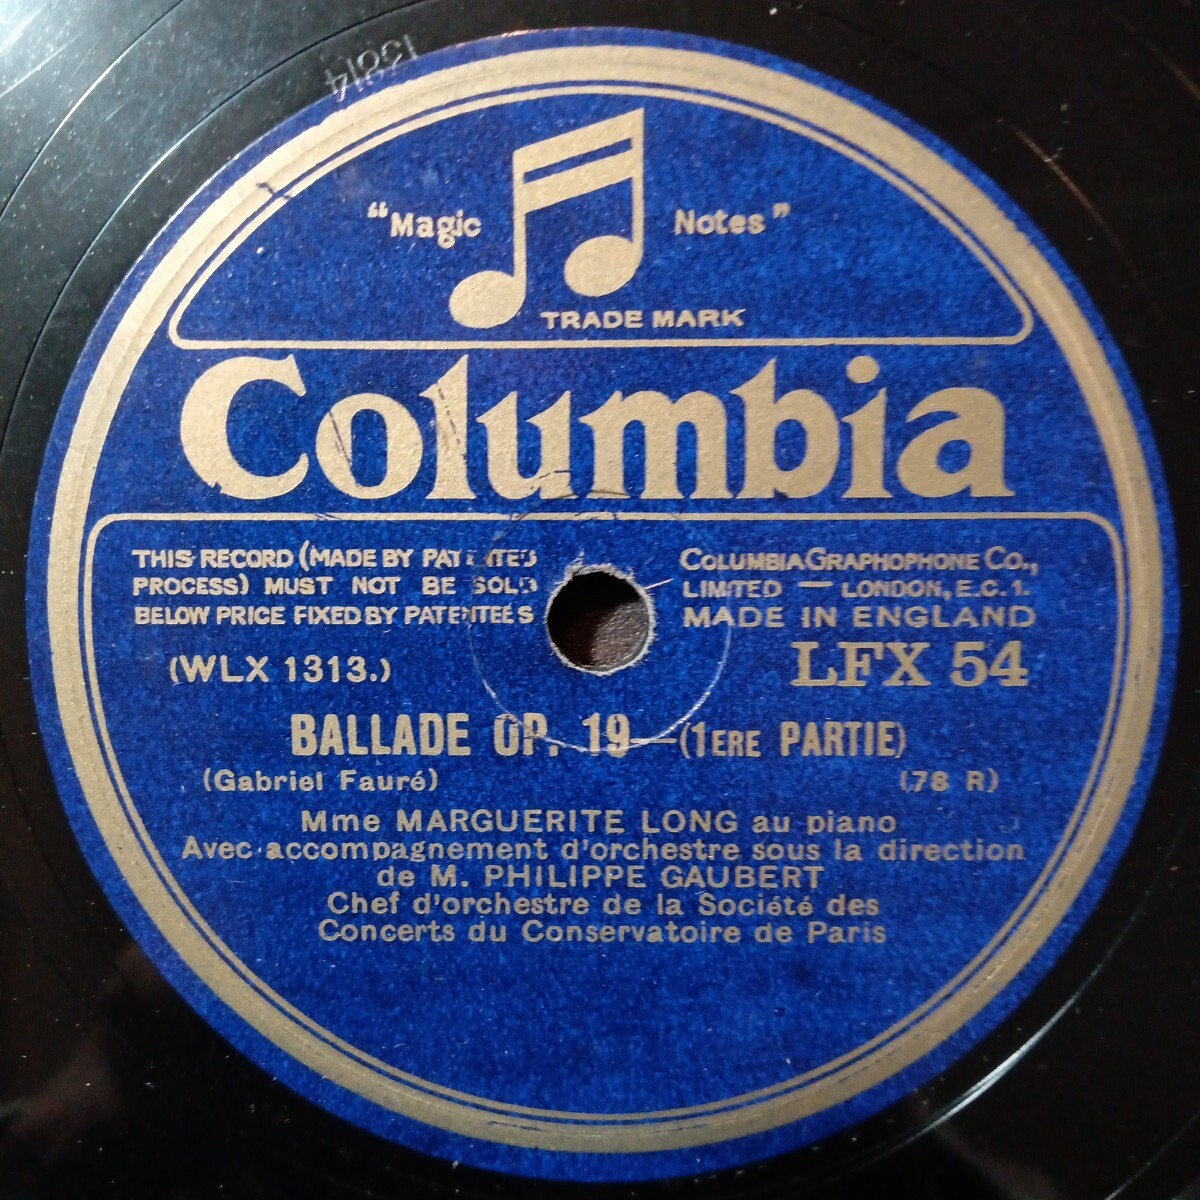 13814
"Magic Notes"
TRADE MARK
Columbia
THIS RECORD (MADE BY PATENTED
PROCESS) MUST NOT BE SOLD
BELOW PRICE FIXED BY PATENTEES
COLUMBIA GRAPHOPHONE CO.,
LIMITED — LONDON, E.C.1.
MADE IN ENGLAND
(WLX 1313.)
LFX 54
BALLADE OP. 19—(1ERE PARTIE)
(Gabriel Fauré)
(78 R)
Mme MARGUERITE LONG au piano
Avec accompagnement d'orchestre sous la direction
de M. PHILIPPE GAUBERT
Chef d'orchestre de la Société des
Concerts du Conservatoire de Paris